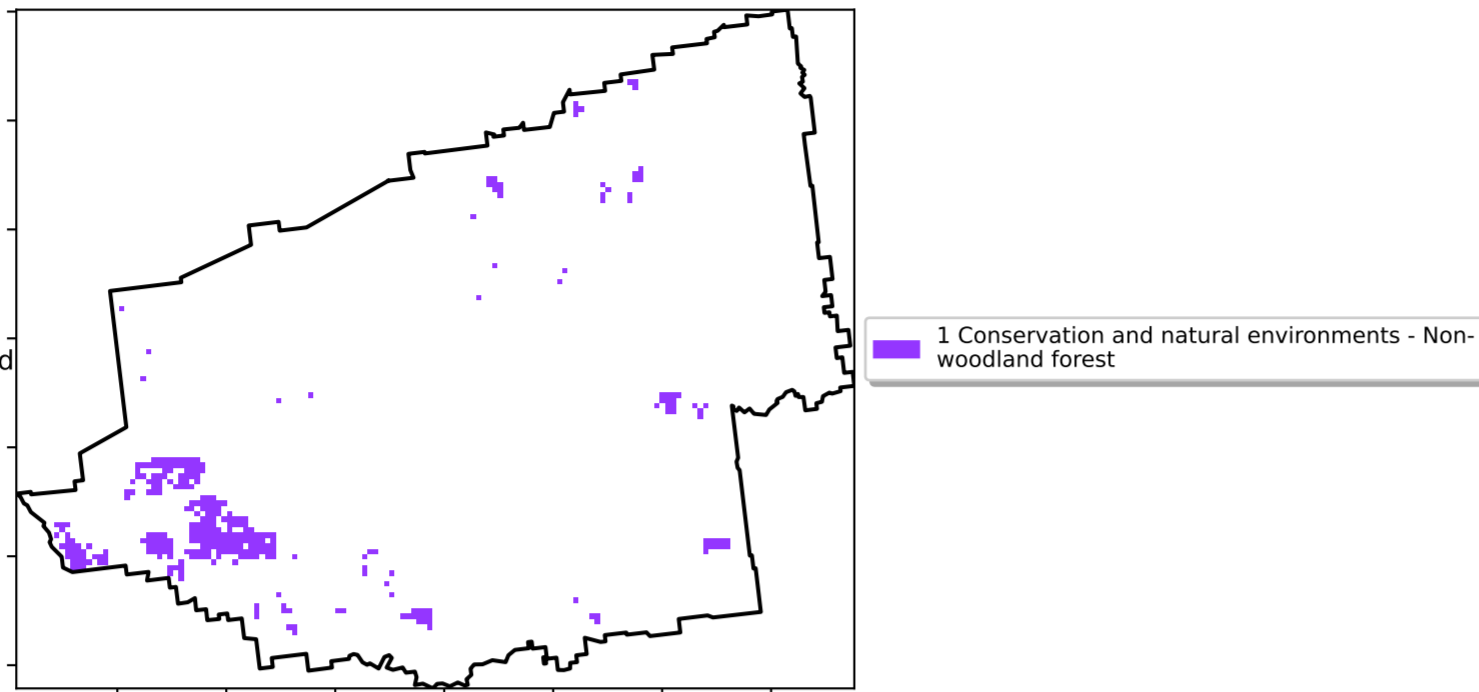 d
1 Conservation and natural environments - Non-
woodland forest